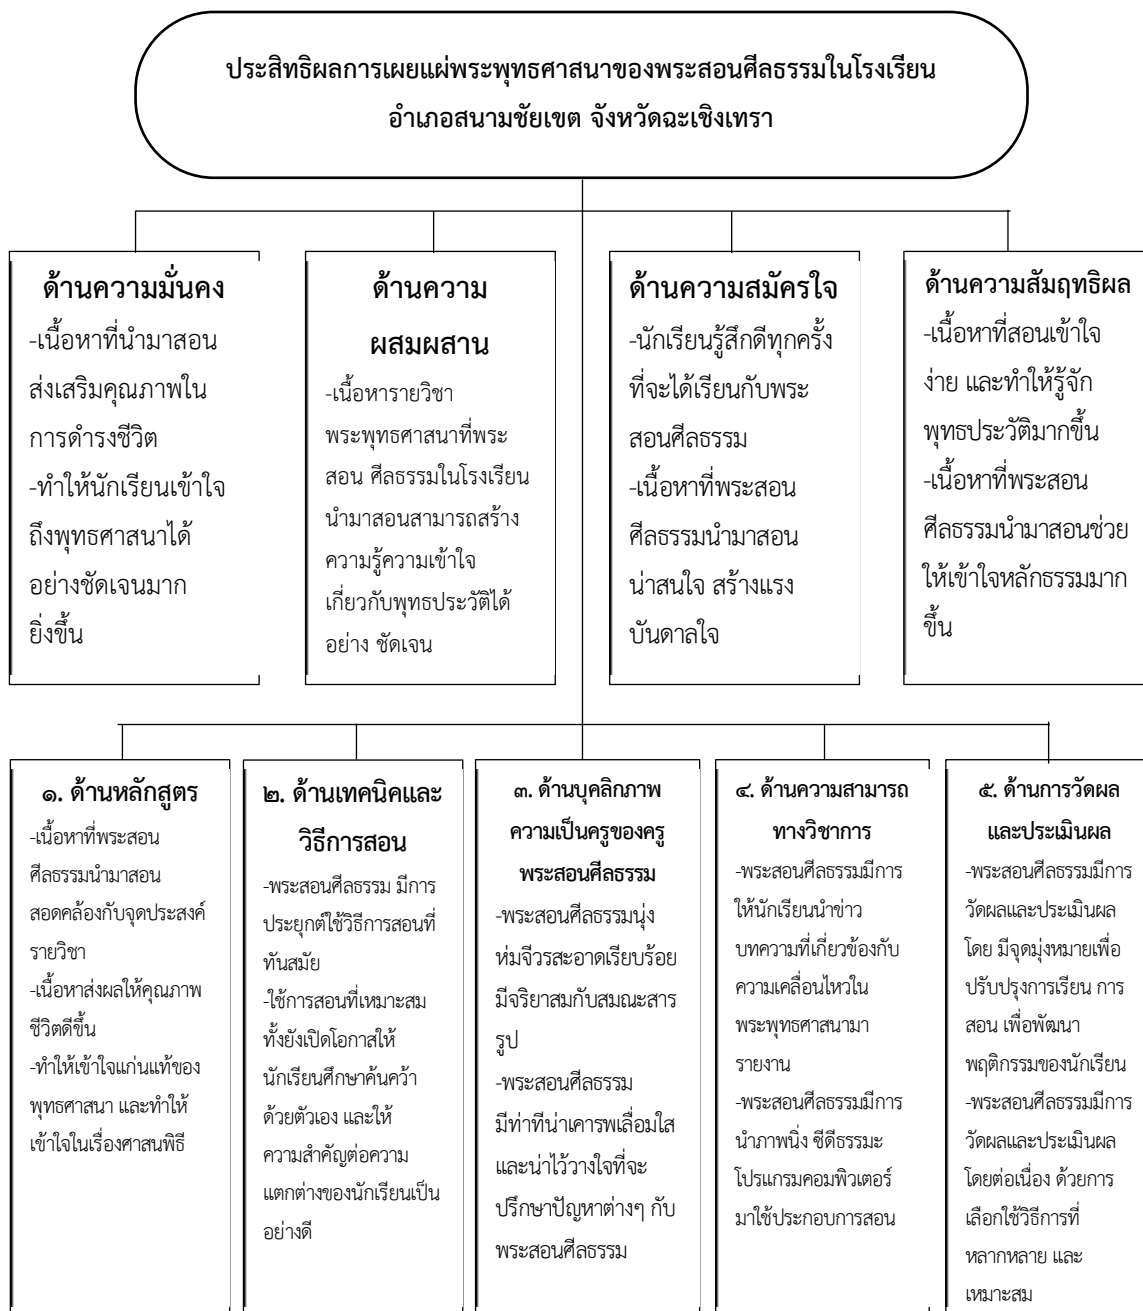 ประสิทธิผลการเผยแผ่พระพุทธศาสนาของพระสอนศีลธรรมในโรงเรียน
อำเภอสนามชัยเขต จังหวัดฉะเชิงเทรา
ด้านความมั่นคง
-เนื้อหาที่นำมาสอน
ส่งเสริมคุณภาพใน
การดำรงชีวิต
-ทำให้นักเรียนเข้าใจ
ถึงพุทธศาสนาได้
อย่างชัดเจนมาก
ยิ่งขึ้น
ด้านความ
ผสมผสาน
-เนื้อหารายวิชา
พระพุทธศาสนาที่พระ
สอน ศีลธรรมในโรงเรียน
นำมาสอนสามารถสร้าง
ความรู้ความเข้าใจ
เกี่ยวกับพุทธประวัติได้
อย่าง ชัดเจน
ด้านความสมัครใจ
-นักเรียนรู้สึกดีทุกครั้ง
ที่จะได้เรียนกับพระ
สอนศีลธรรม
-เนื้อหาที่พระสอน
ศีลธรรมนำมาสอน
น่าสนใจ สร้างแรง
บันดาลใจ
ด้านความสัมฤทธิผล
-เนื้อหาที่สอนเข้าใจ
ง่าย และทำให้รู้จัก
พุทธประวัติมากขึ้น
-เนื้อหาที่พระสอน
ศีลธรรมนำมาสอนช่วย
ให้เข้าใจหลักธรรมมาก
ขึ้น
๑. ด้านหลักสูตร
-เนื้อหาที่พระสอน
ศีลธรรมนำมาสอน
สอดคล้องกับจุดประสงค์
รายวิชา
-เนื้อหาส่งผลให้คุณภาพ
ชีวิตดีขึ้น
-ทำให้เข้าใจแก่นแท้ของ
พุทธศาสนา และทำให้
เข้าใจในเรื่องศาสนพิธี
๒. ด้านเทคนิคและ
วิธีการสอน
-พระสอนศีลธรรม มีการ
ประยุกต์ใช้วิธีการสอนที่
ทันสมัย
-ใช้การสอนที่เหมาะสม
ทั้งยังเปิดโอกาสให้
นักเรียนศึกษาค้นคว้า
ด้วยตัวเอง และให้
ความสำคัญต่อความ
แตกต่างของนักเรียนเป็น
อย่างดี
๓. ด้านบุคลิกภาพ
ความเป็นครูของครู
พระสอนศีลธรรม
-พระสอนศีลธรรมนุ่ง
ห่มจีวรสะอาดเรียบร้อย
มีจริยาสมกับสมณะสาร
รูป
-พระสอนศีลธรรม
มีท่าทีน่าเคารพเลื่อมใส
และน่าไว้วางใจที่จะ
ปรึกษาปัญหาต่างๆ กับ
พระสอนศีลธรรม
๔. ด้านความสามารถ
ทางวิชาการ
-พระสอนศีลธรรมมีการ
ให้นักเรียนนำข่าว
บทความที่เกี่ยวข้องกับ
ความเคลื่อนไหวใน
พระพุทธศาสนามา
รายงาน
-พระสอนศีลธรรมมีการ
นำภาพนิ่ง ซีดีธรรมะ
โปรแกรมคอมพิวเตอร์
มาใช้ประกอบการสอน
๕. ด้านการวัดผล
และประเมินผล
-พระสอนศีลธรรมมีการ
วัดผลและประเมินผล
โดย มีจุดมุ่งหมายเพื่อ
ปรับปรุงการเรียน การ
สอน เพื่อพัฒนา
พฤติกรรมของนักเรียน
-พระสอนศีลธรรมมีการ
วัดผลและประเมินผล
โดยต่อเนื่อง ด้วยการ
เลือกใช้วิธีการที่
หลากหลาย และ
เหมาะสม